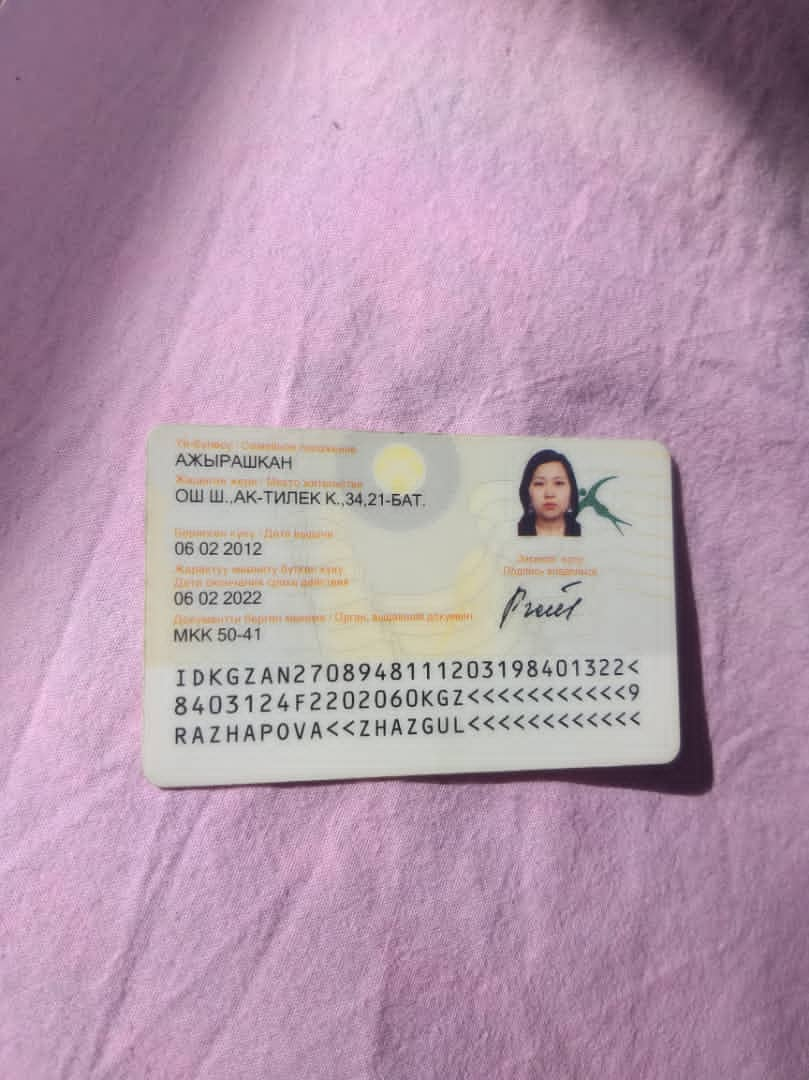 Үй-бүлөсү / Семейное положение
АЖЫРАШКАН
Жашаган жери / Место жительства
ОШ Ш.,АК-ТИЛЕК К.,34,21-БАТ.
Берилген күнү / Дата выдачи
06 02 2012
Жарактуу мөөнөтү бүткөн күнү
Дата окончания срока действия
06 02 2022
Документти берген мекеме / Орган, выдавший документ
МКК 50-41
Ээсинин колу
Подпись владельца
IDKGZAN2708948111203198401322<
8403124F2202060KGZ<<<<<<<<<<<9
RAZHAPOVA<<ZHAZGUL<<<<<<<<<<<<